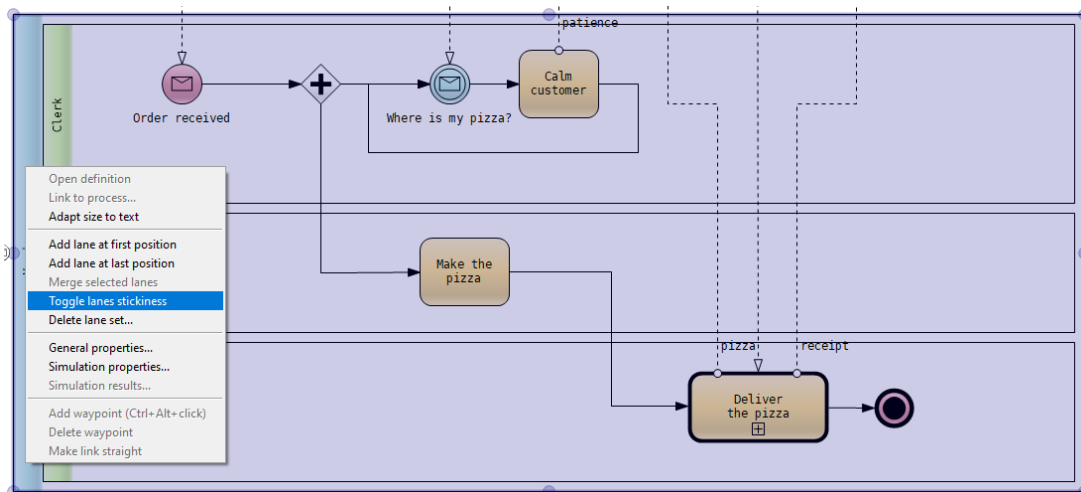 patience
Clerk
Calm
customer
Order received
Where is my pizza?
Open definition
Link to process...
Adapt size to text
Add lane at first position
Add lane at last position
Merge selected lanes
Toggle lanes stickiness
Delete lane set...
General properties...
Simulation properties...
Simulation results...
Add waypoint (Ctrl+Alt+click)
Delete waypoint
Make link straight
Make the
pizza
pizza
receipt
Deliver
the pizza